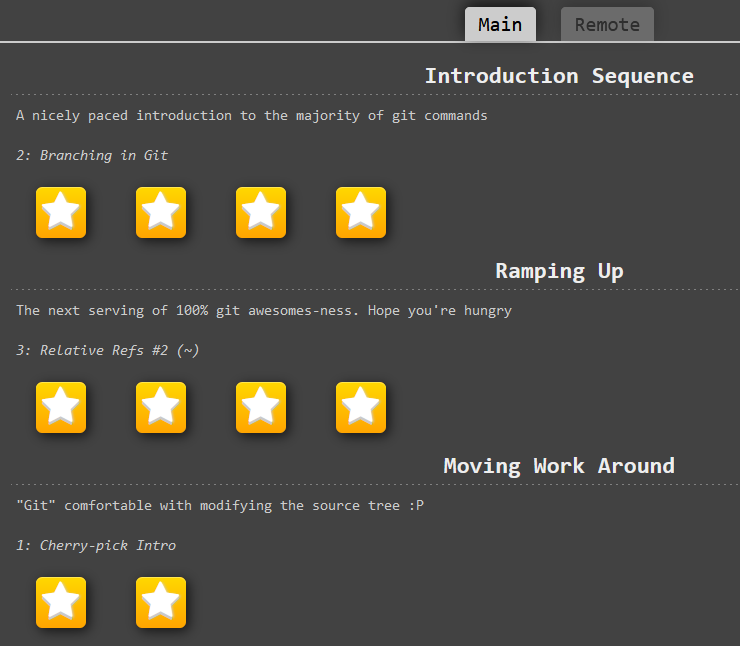 Main Remote
Introduction Sequence
A nicely paced introduction to the majority of git commands
2: Branching in Git
Ramping Up
The next serving of 100% git awesomes-ness. Hope you're hungry
3: Relative Refs #2 (~)
Moving Work Around
"Git" comfortable with modifying the source tree :P
1: Cherry-pick Intro